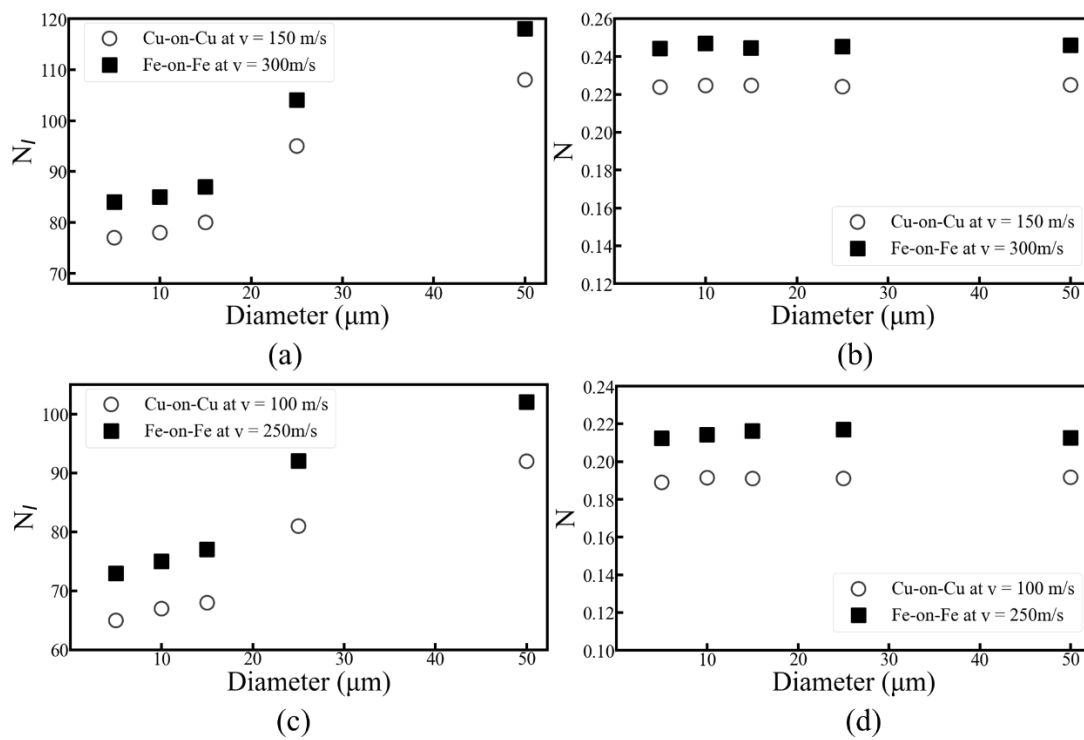 120
110
100
90
80
70
N_I
Cu-on-Cu at v = 150 m/s
Fe-on-Fe at v = 300m/s
10 20 30 40 50
Diameter (μm)
(a)
0.26
0.24
0.22
0.20
0.18
0.16
0.14
0.12
N
Cu-on-Cu at v = 150 m/s
Fe-on-Fe at v = 300m/s
10 20 30 40 50
Diameter (μm)
(b)
100
90
80
70
60
N_I
Cu-on-Cu at v = 100 m/s
Fe-on-Fe at v = 250m/s
10 20 30 40 50
Diameter (μm)
(c)
0.24
0.22
0.20
0.18
0.16
0.14
0.12
0.10
N
Cu-on-Cu at v = 100 m/s
Fe-on-Fe at v = 250m/s
10 20 30 40 50
Diameter (μm)
(d)